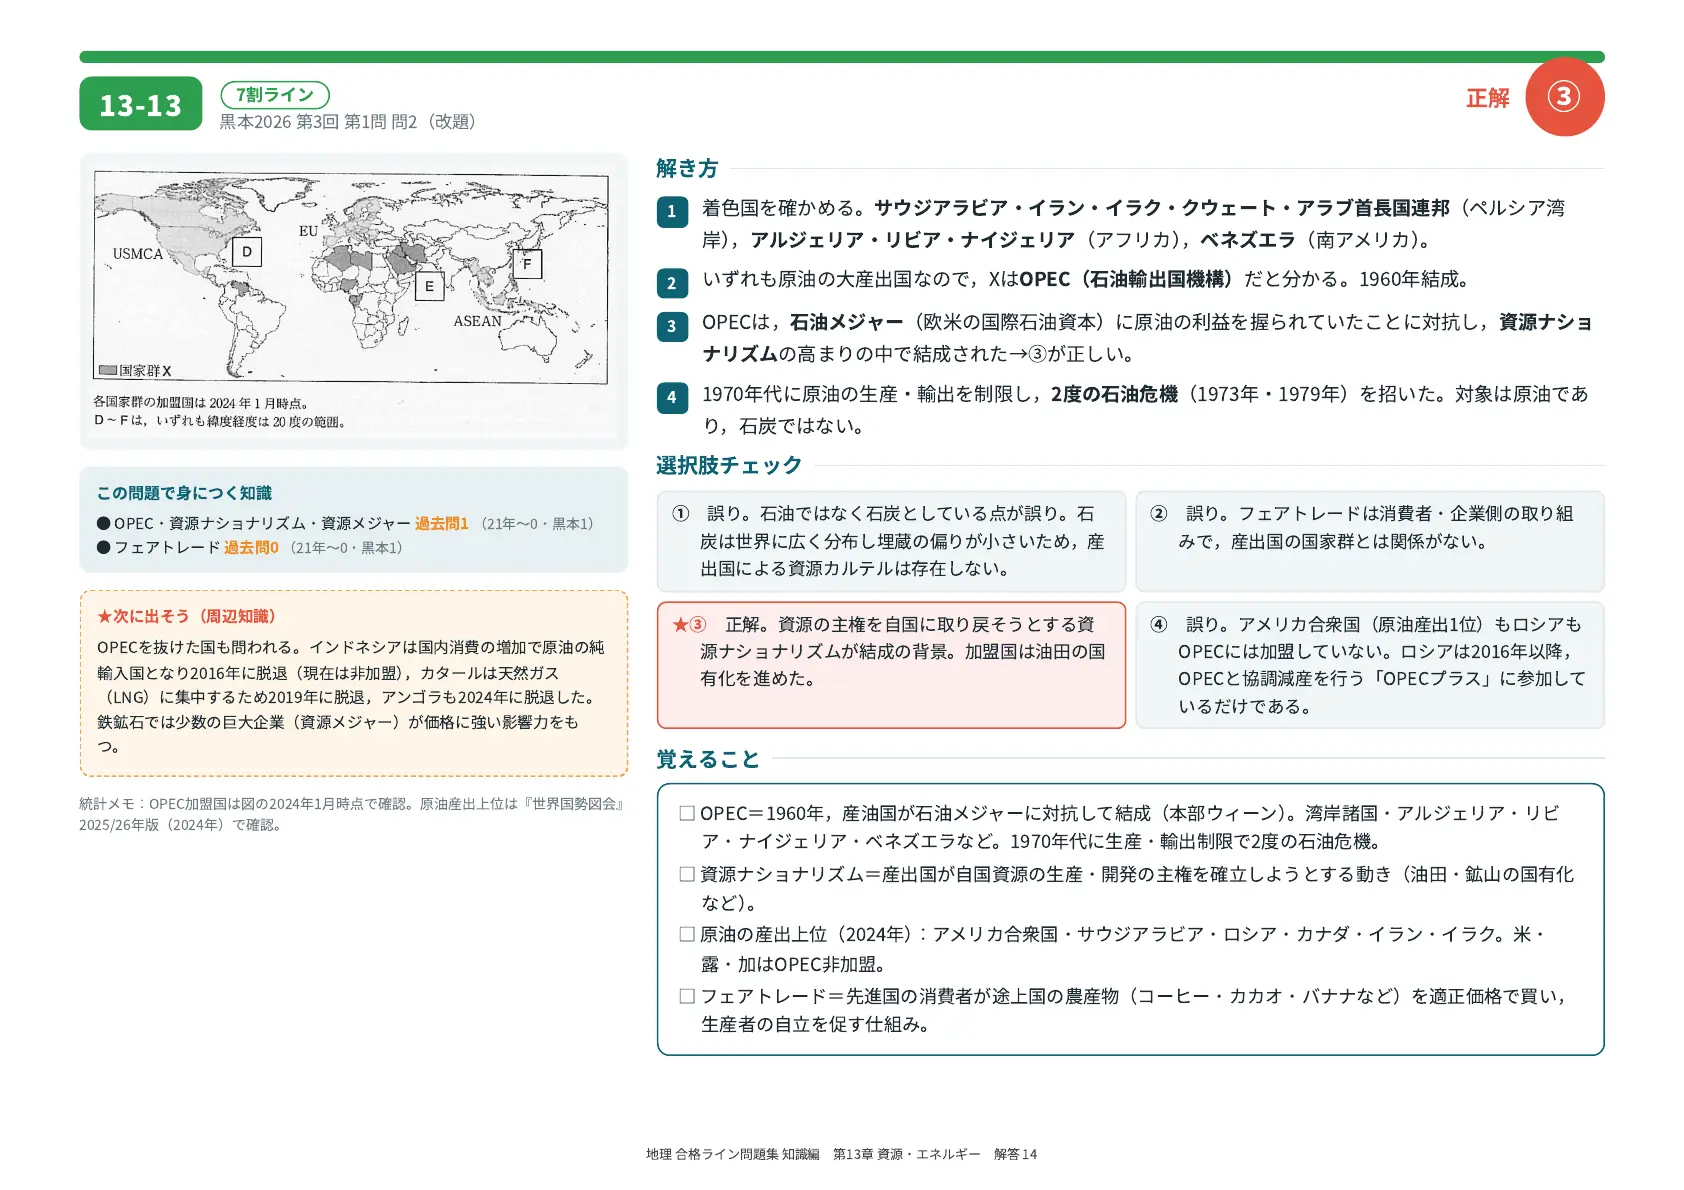 13-13
7割ライン
黒本2026 第3回 第1問 問2（改題）
正解 ③
USMCA
EU
D
E
F
ASEAN
国家群X
各国家群の加盟国は 2024 年 1 月時点。
D～Fは，いずれも緯度経度は 20 度の範囲。
この問題で身につく知識
● OPEC・資源ナショナリズム・資源メジャー 過去問1 （21年〜0・黒本1）
● フェアトレード 過去問0 （21年〜0・黒本1）
★次に出そう（周辺知識）
OPECを抜けた国も問われる。インドネシアは国内消費の増加で原油の純
輸入国となり2016年に脱退（現在は非加盟），カタールは天然ガス
（LNG）に集中するため2019年に脱退，アンゴラも2024年に脱退した。
鉄鉱石では少数の巨大企業（資源メジャー）が価格に強い影響力をも
つ。
統計メモ：OPEC加盟国は図の2024年1月時点で確認。原油産出上位は『世界国勢図会』
2025/26年版（2024年）で確認。
解き方
1 着色国を確かめる。サウジアラビア・イラン・イラク・クウェート・アラブ首長国連邦（ペルシア湾
岸），アルジェリア・リビア・ナイジェリア（アフリカ），ベネズエラ（南アメリカ）。
2 いずれも原油の大産出国なので，XはOPEC（石油輸出国機構）だと分かる。1960年結成。
3 OPECは，石油メジャー（欧米の国際石油資本）に原油の利益を握られていたことに対抗し，資源ナショ
ナリズムの高まりの中で結成された→③が正しい。
4 1970年代に原油の生産・輸出を制限し，2度の石油危機（1973年・1979年）を招いた。対象は原油であ
り，石炭ではない。
選択肢チェック
① 誤り。石油ではなく石炭としている点が誤り。石
炭は世界に広く分布し埋蔵の偏りが小さいため，産
出国による資源カルテルは存在しない。
② 誤り。フェアトレードは消費者・企業側の取り組
みで，産出国の国家群とは関係がない。
★③ 正解。資源の主権を自国に取り戻そうとする資
源ナショナリズムが結成の背景。加盟国は油田の国
有化を進めた。
④ 誤り。アメリカ合衆国（原油産出1位）もロシアも
OPECには加盟していない。ロシアは2016年以降，
OPECと協調減産を行う「OPECプラス」に参加して
いるだけである。
覚えること
□ OPEC＝1960年，産油国が石油メジャーに対抗して結成（本部ウィーン）。湾岸諸国・アルジェリア・リビ
ア・ナイジェリア・ベネズエラなど。1970年代に生産・輸出制限で2度の石油危機。
□ 資源ナショナリズム＝産出国が自国資源の生産・開発の主権を確立しようとする動き（油田・鉱山の国有化
など）。
□ 原油の産出上位（2024年）：アメリカ合衆国・サウジアラビア・ロシア・カナダ・イラン・イラク。米・
露・加はOPEC非加盟。
□ フェアトレード＝先進国の消費者が途上国の農産物（コーヒー・カカオ・バナナなど）を適正価格で買い，
生産者の自立を促す仕組み。
地理 合格ライン問題集 知識編 第13章 資源・エネルギー 解答 14